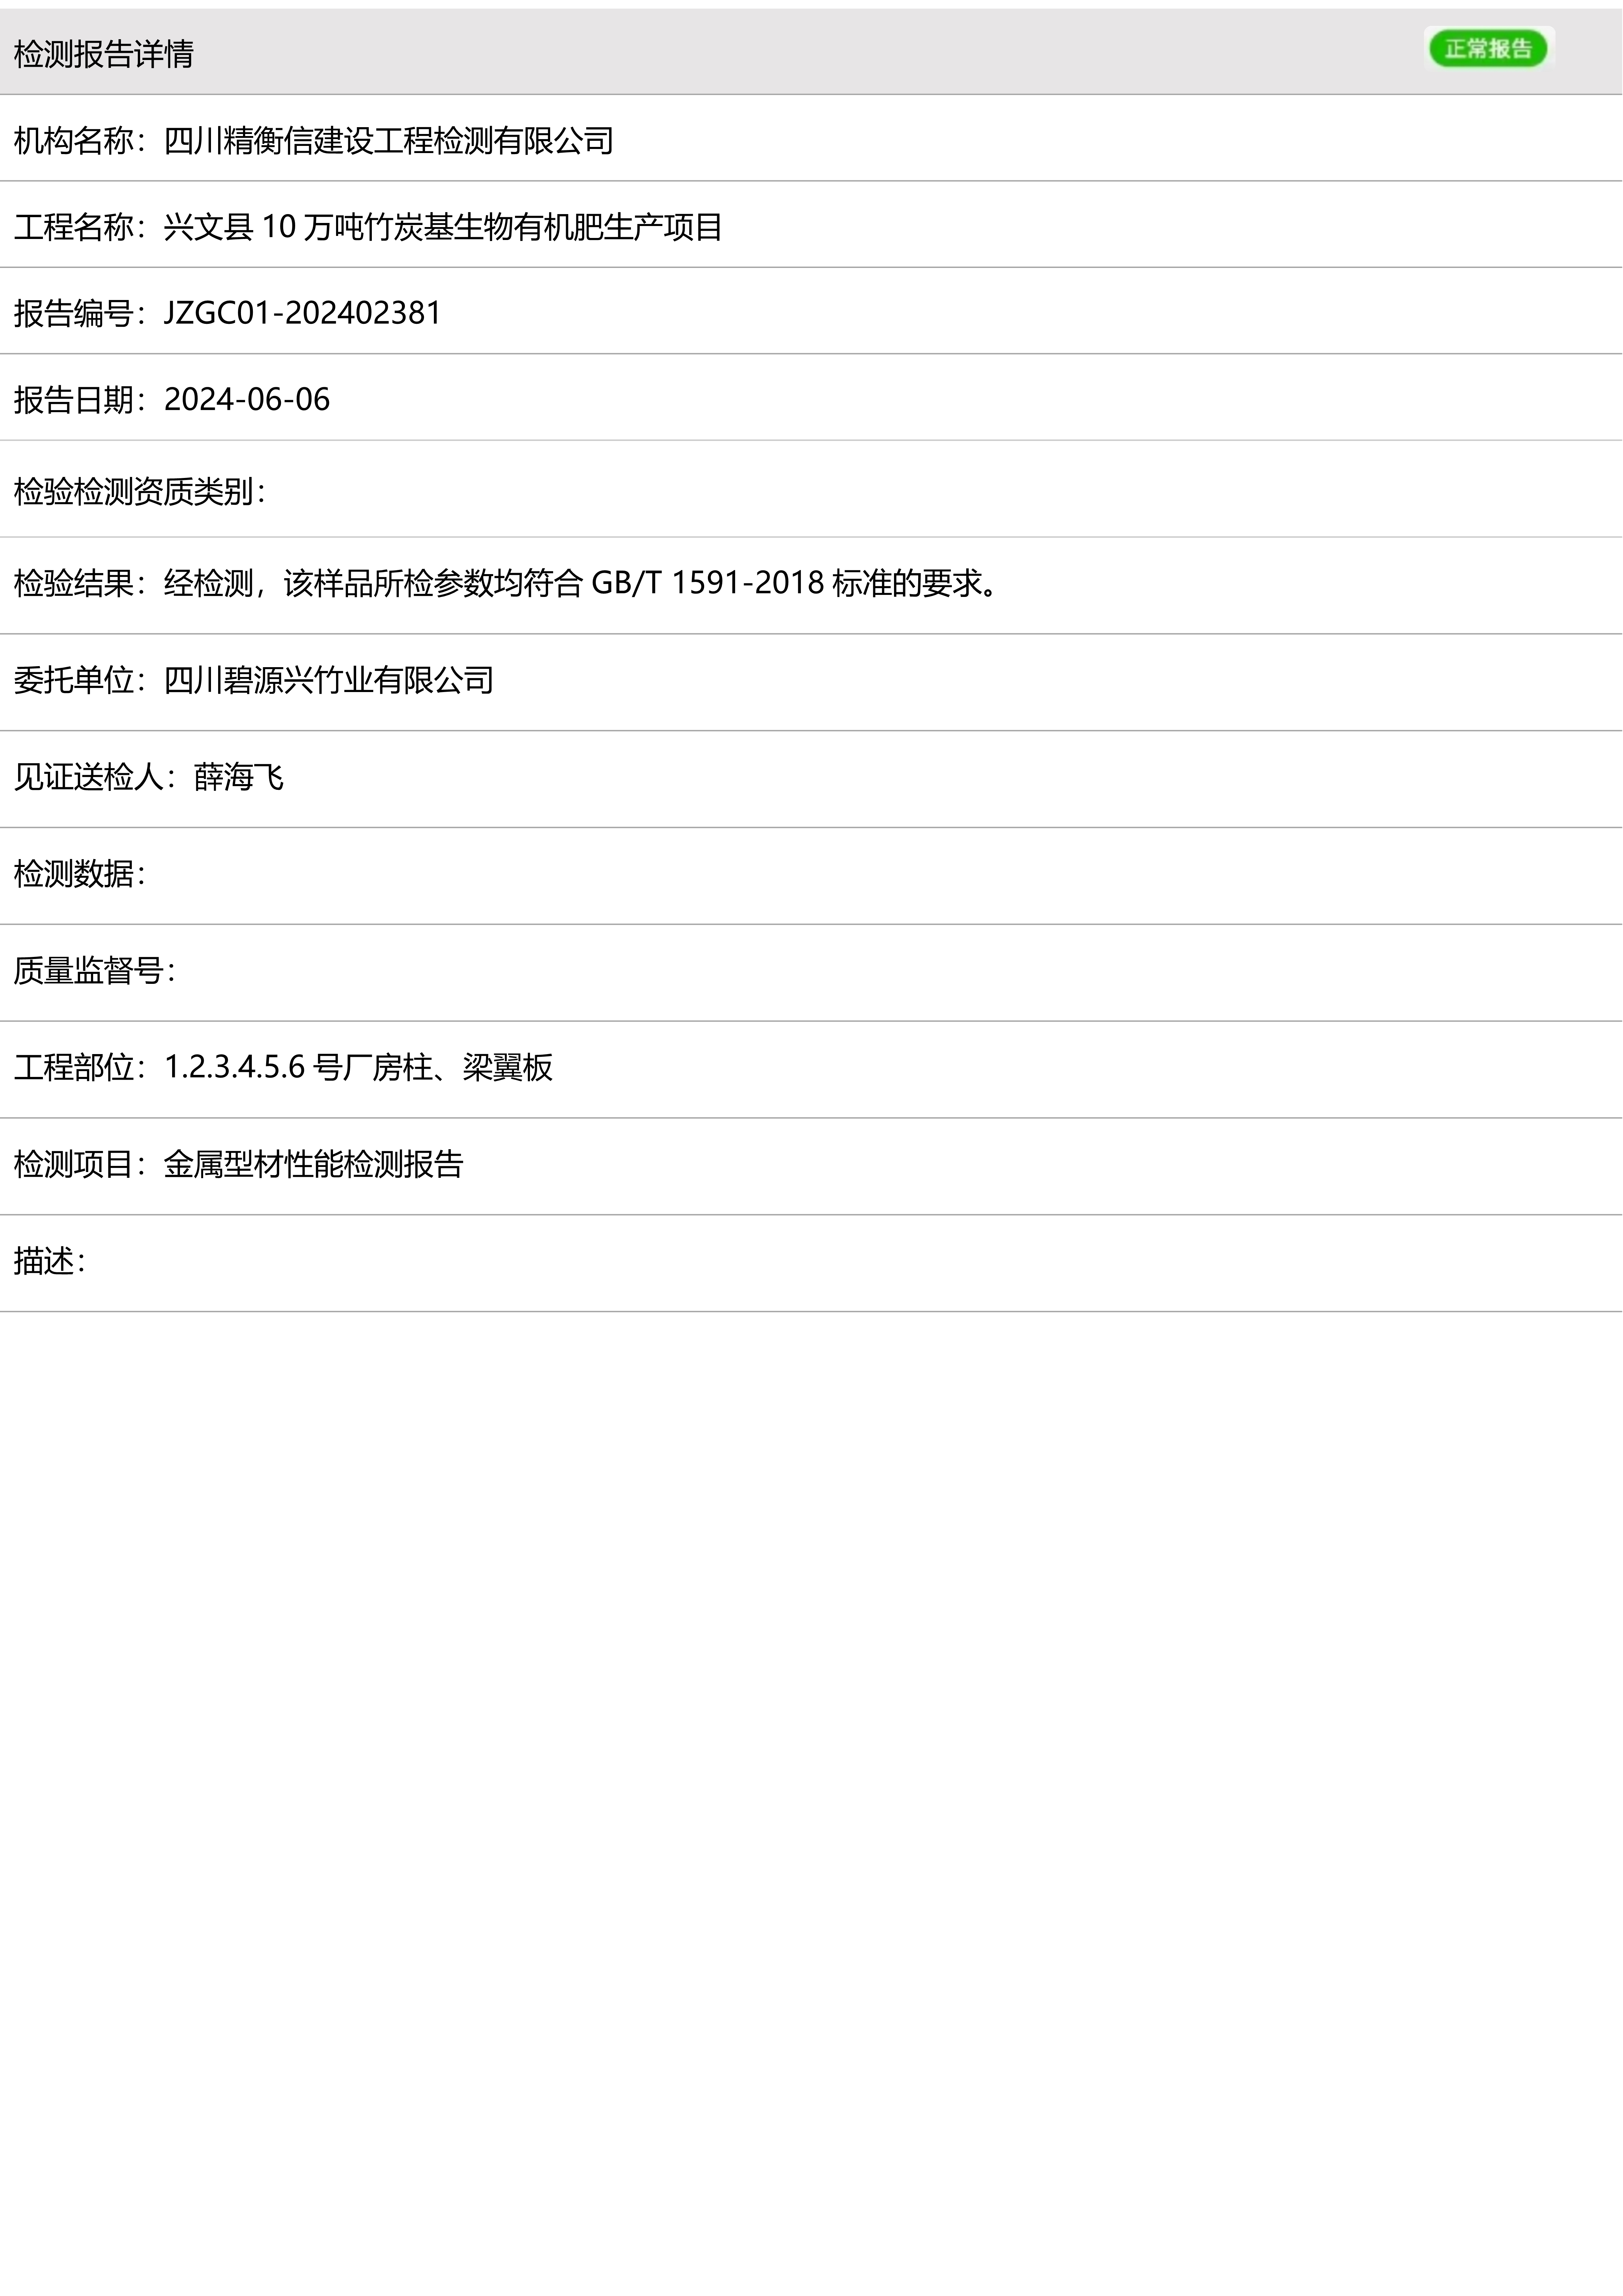 检测报告详情
正常报告
机构名称：四川精衡信建设工程检测有限公司
工程名称：兴文县 10 万吨竹炭基生物有机肥生产项目
报告编号：JZGC01-202402381
报告日期：2024-06-06
检验检测资质类别：
检验结果：经检测，该样品所检参数均符合 GB/T 1591-2018 标准的要求。
委托单位：四川碧源兴竹业有限公司
见证送检人：薛海飞
检测数据：
质量监督号：
工程部位：1.2.3.4.5.6 号厂房柱、梁翼板
检测项目：金属型材性能检测报告
描述：